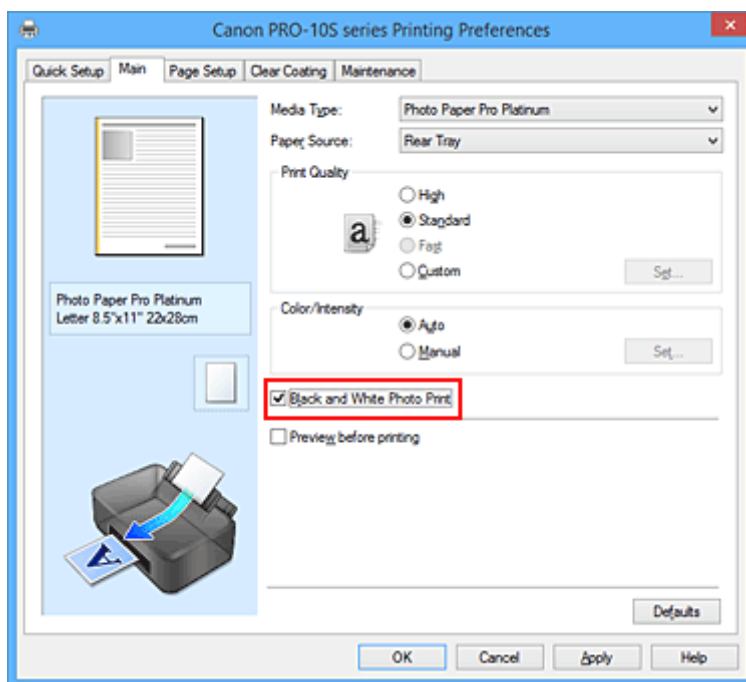 Canon PRO-10S series Printing Preferences
Quick Setup Main Page Setup Clear Coating Maintenance
Media Type: Photo Paper Pro Platinum
Paper Source: Rear Tray
Print Quality
High
a Standard
Fast
Custom Set...
Photo Paper Pro Platinum
Letter 8.5"x11" 22x28cm
Color/Intensity
Auto
Manual Set...
Black and White Photo Print
Preview before printing
A
Defaults
OK Cancel Apply Help